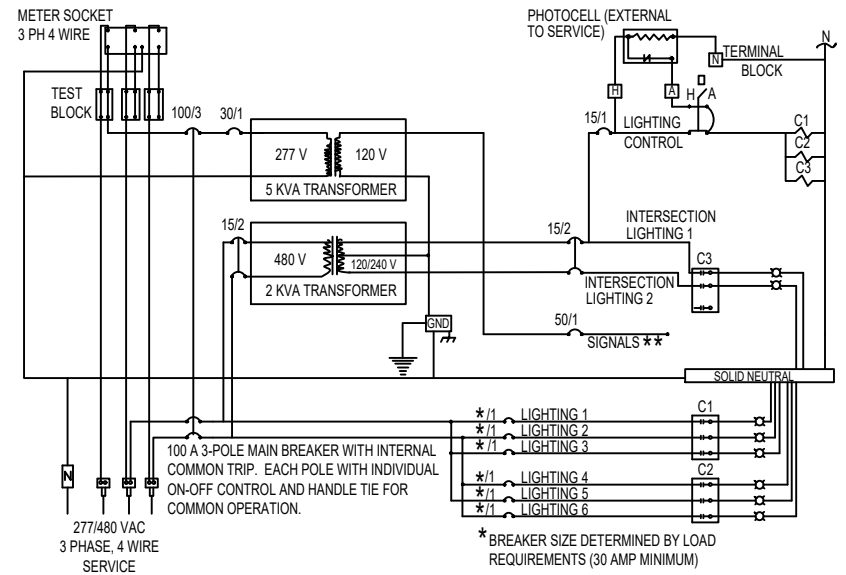 METER SOCKET
3 PH 4 WIRE
PHOTOCELL (EXTERNAL
TO SERVICE)
N
N
TERMINAL
BLOCK
TEST
BLOCK
100/3
30/1
H
A
H
A
15/1
LIGHTING
CONTROL
C1
C2
C3
277 V
120 V
5 KVA TRANSFORMER
15/2
480 V
120/240 V
2 KVA TRANSFORMER
15/2
INTERSECTION
LIGHTING 1
C3
INTERSECTION
LIGHTING 2
GND
50/1
SIGNALS **
SOLID NEUTRAL
C1
*/1 LIGHTING 1
*/1 LIGHTING 2
*/1 LIGHTING 3
100 A 3-POLE MAIN BREAKER WITH INTERNAL
COMMON TRIP. EACH POLE WITH INDIVIDUAL
ON-OFF CONTROL AND HANDLE TIE FOR
COMMON OPERATION.
C2
*/1 LIGHTING 4
*/1 LIGHTING 5
*/1 LIGHTING 6
N
277/480 VAC
3 PHASE, 4 WIRE
SERVICE
* BREAKER SIZE DETERMINED BY LOAD
REQUIREMENTS (30 AMP MINIMUM)